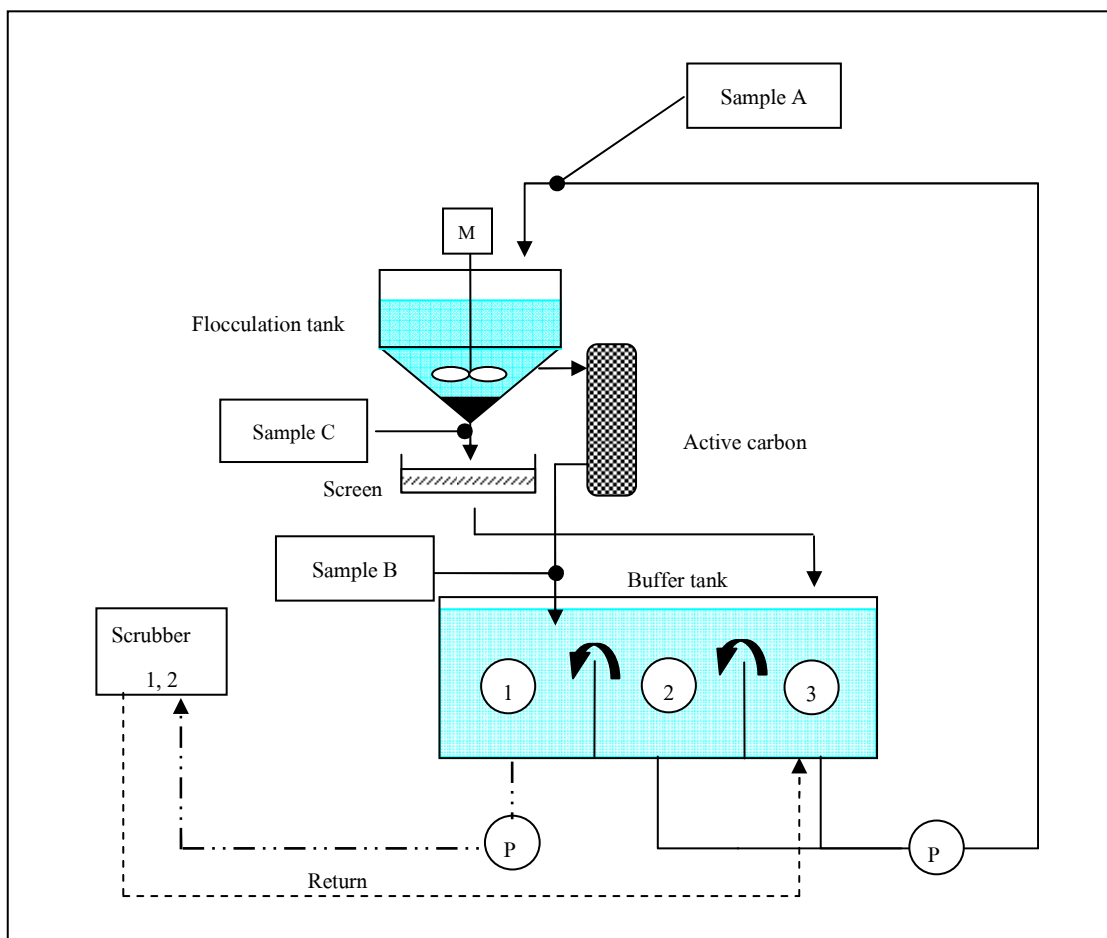 Sample A
M
Flocculation tank
Sample C
Active carbon
Screen
Sample B
Buffer tank
Scrubber
1, 2
1
2
3
P
P
Return